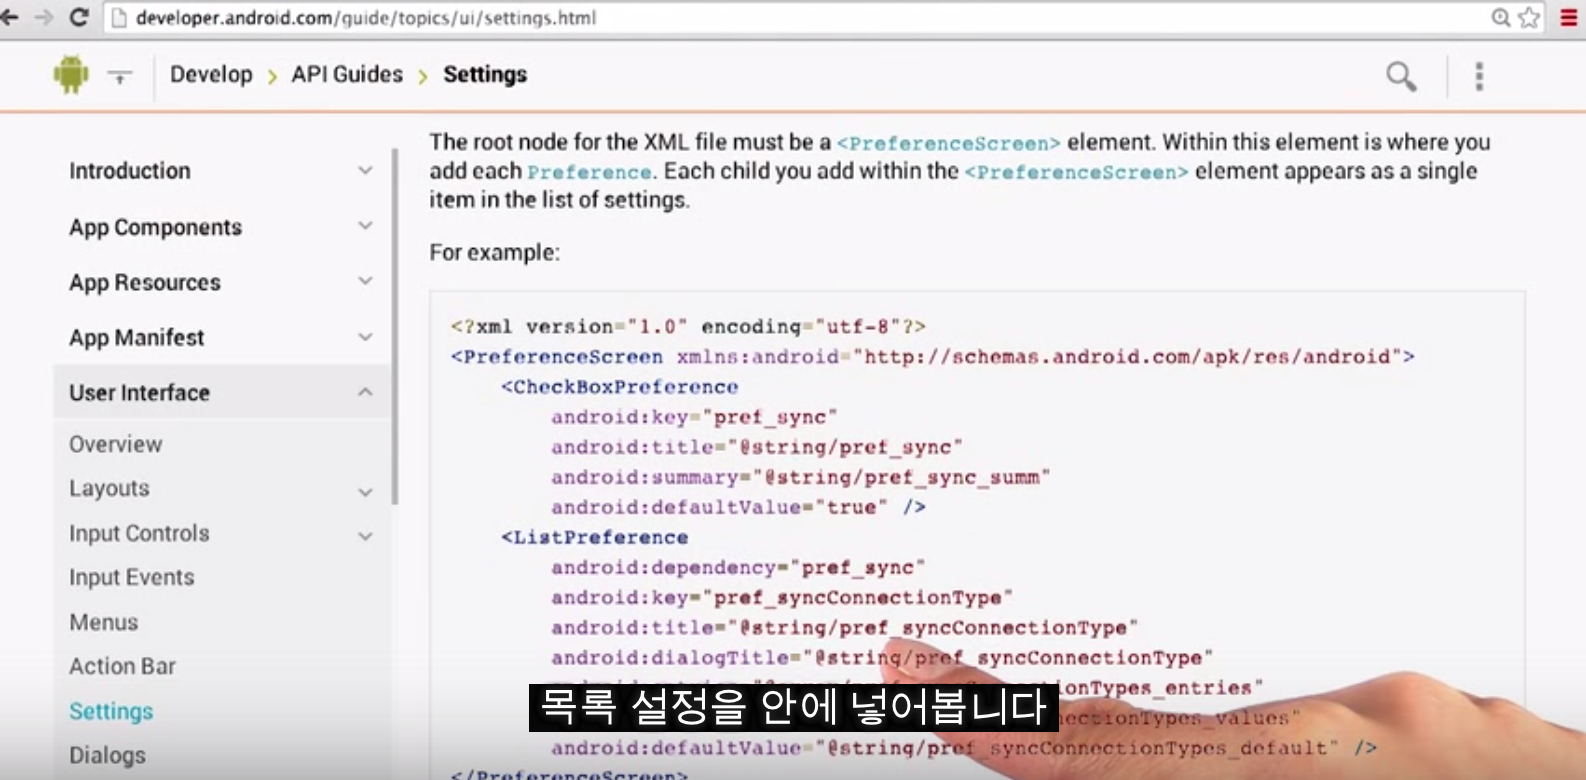 developer.android.com/guide/topics/ui/settings.html
Develop > API Guides > Settings
Introduction
App Components
App Resources
App Manifest
User Interface
Overview
Layouts
Input Controls
Input Events
Menus
Action Bar
Settings
Dialogs
The root node for the XML file must be a <PreferenceScreen> element. Within this element is where you
add each Preference. Each child you add within the <PreferenceScreen> element appears as a single
item in the list of settings.
For example:
<?xml version="1.0" encoding="utf-8"?>
<PreferenceScreen xmlns:android="http://schemas.android.com/apk/res/android">
<CheckBoxPreference
android:key="pref_sync"
android:title="@string/pref_sync"
android:summary="@string/pref_sync_summ"
android:defaultValue="true" />
<ListPreference
android:dependency="pref_sync"
android:key="pref_syncConnectionType"
android:title="@string/pref_syncConnectionType"
android:dialogTitle="@string/pref_syncConnectionType"
ionTypes_entries"
nectionTypes_values"
android:defaultValue="@string/pref_syncConnectionTypes_default" />
</PreferenceScreen>
목록 설정을 안에 넣어봅니다